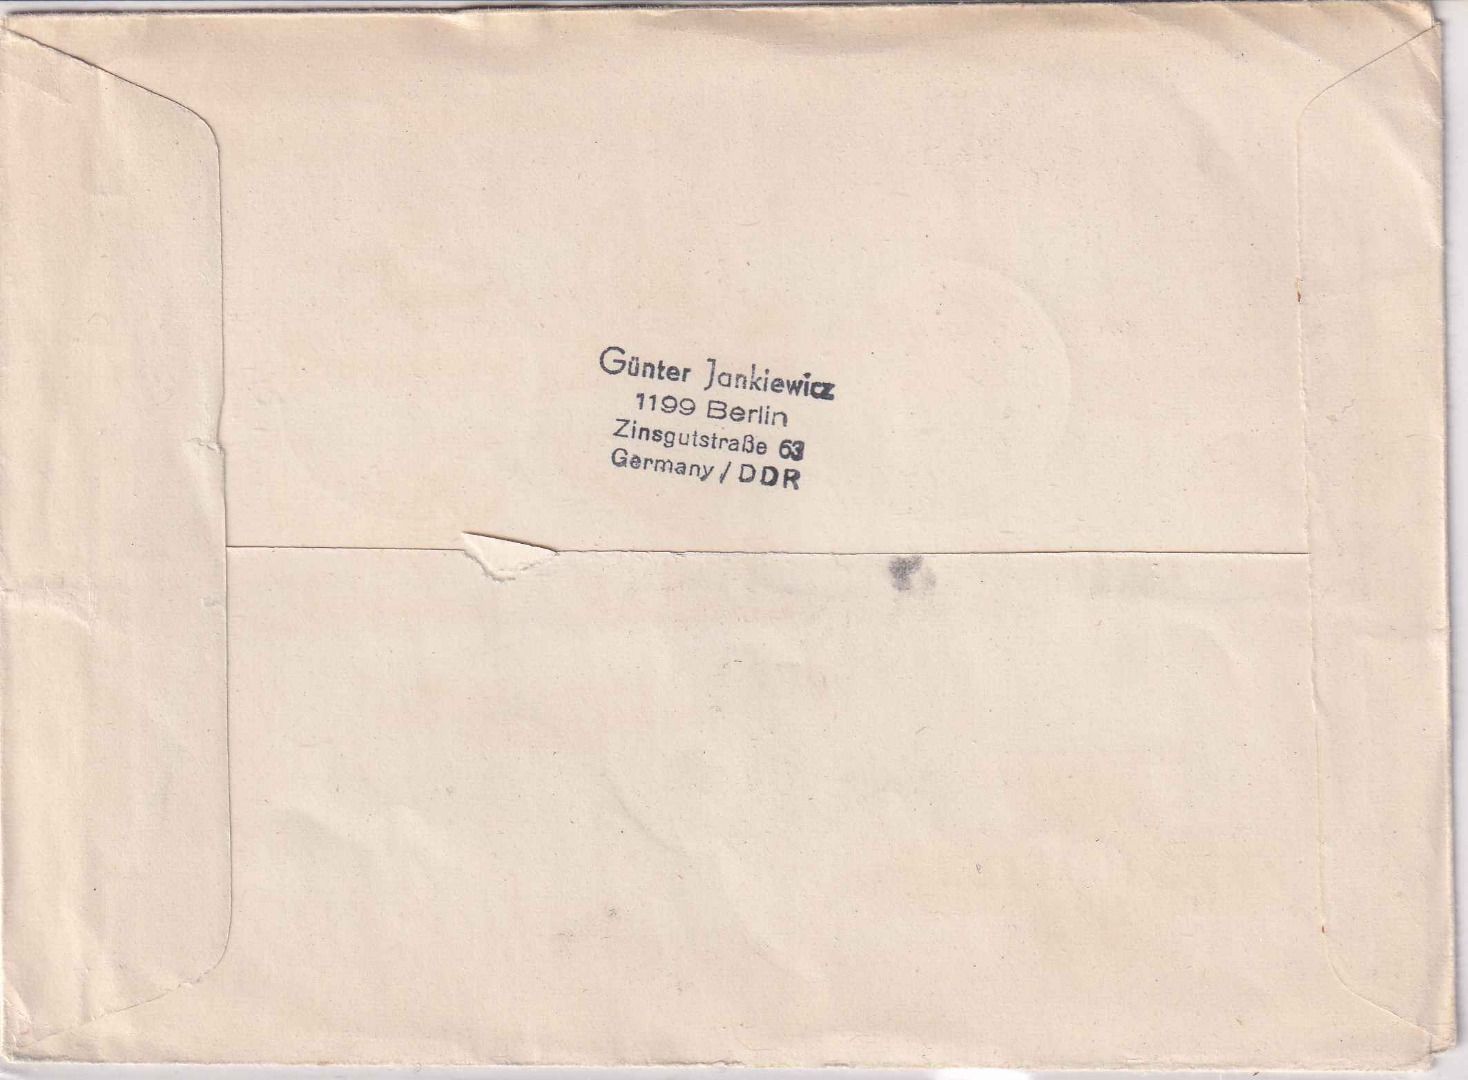 Günter Jankiewicz
1199 Berlin
Zinsgutstraße 63
Germany / DDR